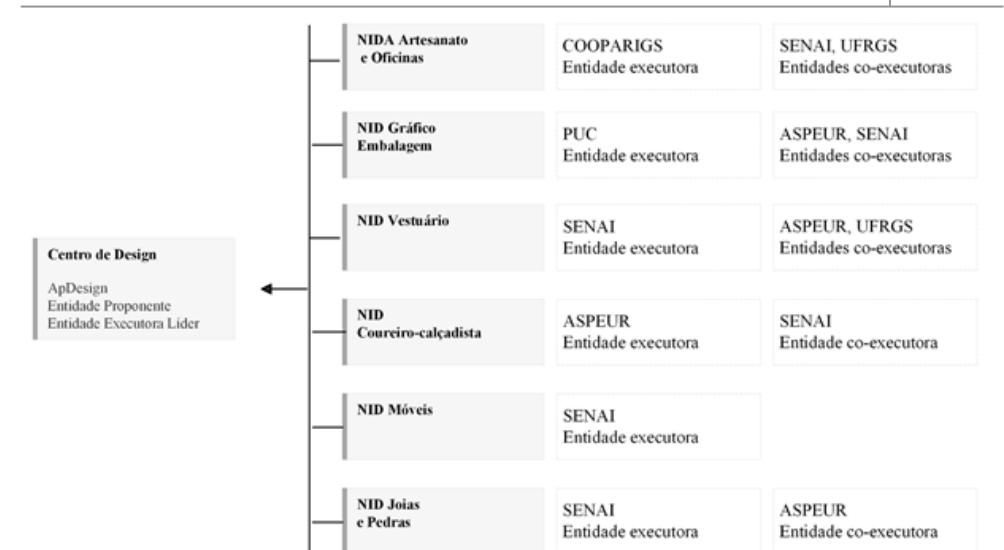 NIDA Artesanato
e Oficinas
COOPARIGS
Entidade executora
SENAI, UFRGS
Entidades co-executoras
NID Gráfico
Embalagem
PUC
Entidade executora
ASPEUR, SENAI
Entidades co-executoras
NID Vestuário
SENAI
Entidade executora
ASPEUR, UFRGS
Entidades co-executoras
Centro de Design
ApDesign
Entidade Proponente
Entidade Executora Líder
NID
Coureiro-calçadista
ASPEUR
Entidade executora
SENAI
Entidade co-executora
NID Móveis
SENAI
Entidade executora
NID Joias
e Pedras
SENAI
Entidade executora
ASPEUR
Entidade co-executora